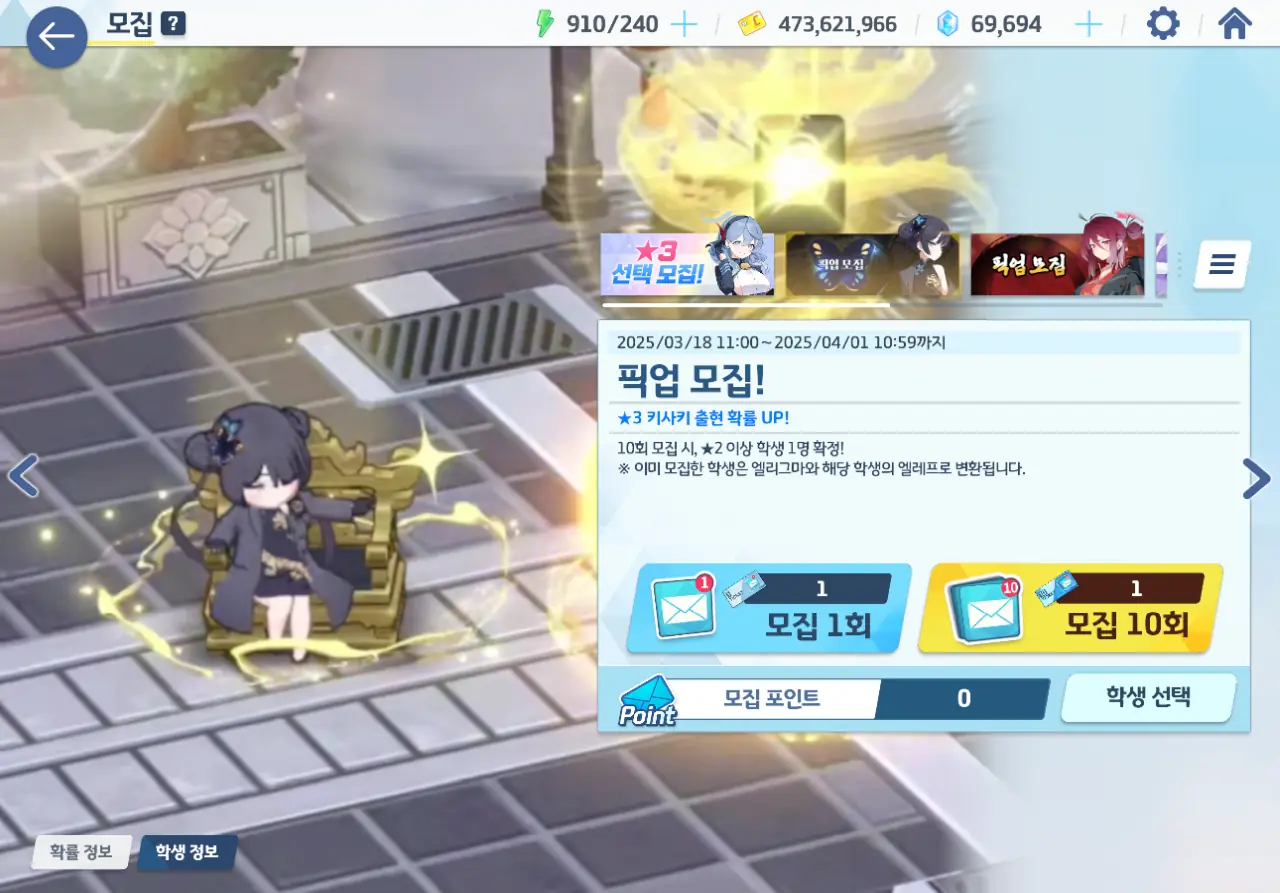 모집 ?
910/240
473,621,966
69,694
★3
선택 모집!
픽업 모집
픽업 모집
2025/03/18 11:00~2025/04/01 10:59까지
픽업 모집!
★3 키사키 출현 확률 UP!
10회 모집 시, ★2 이상 학생 1명 확정!
※ 이미 모집한 학생은 엘리그마와 해당 학생의 엘레프로 변환됩니다.
1
1
모집 1회
10
1
모집 10회
Point
모집 포인트
0
학생 선택
확률 정보
학생 정보